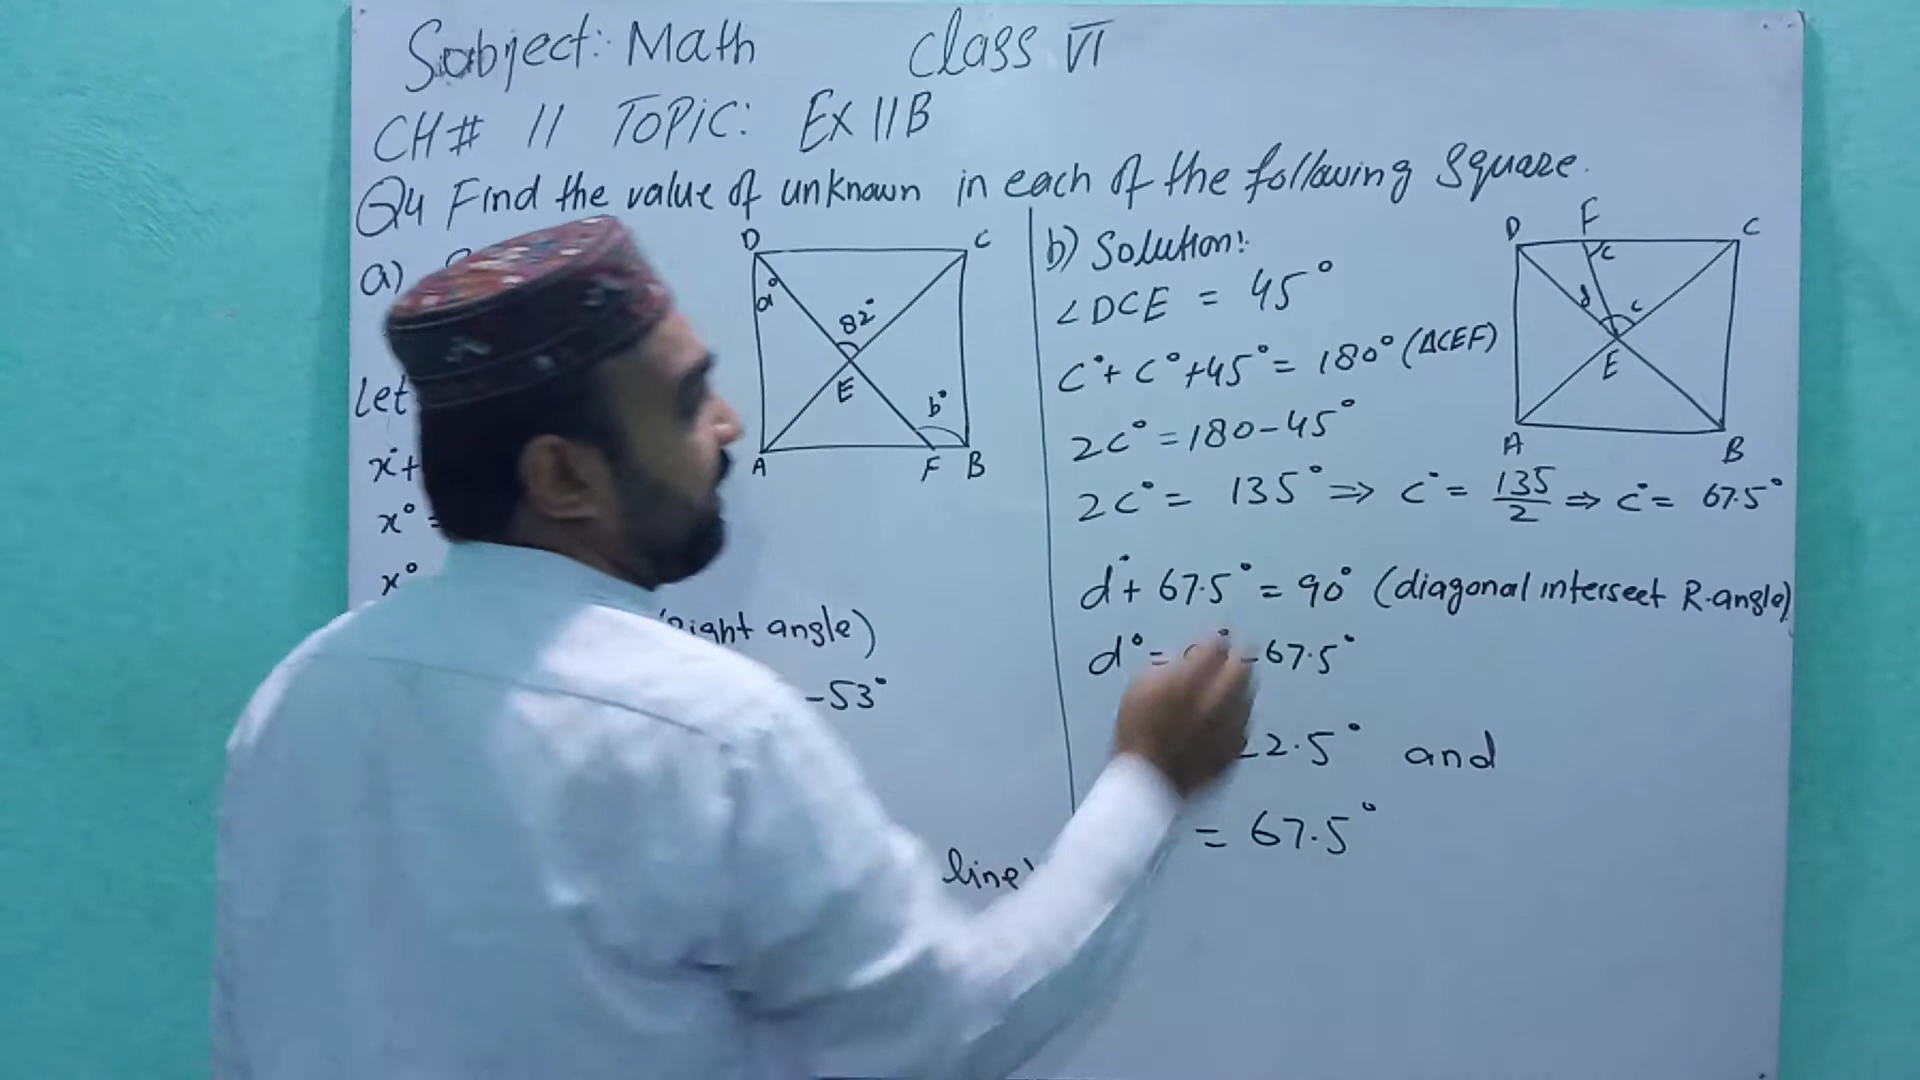 Subject: Math Class VI
CH# 11 Topic: Ex 11B
Q4 Find the value of unknown in each of the following Square.
a)
D C
a°
82°
E
b°
A F B
Let
x°+
x° =
x°
(Right angle)
-53°
line
b) Solution:
∠DCE = 45°
c°+ c°+45°= 180° (ΔCEF)
2c° = 180-45°
2c° = 135° ⇒ c° = 135/2 ⇒ c° = 67.5°
d°+ 67.5° = 90° (diagonal interseet R.angle)
d° = -67.5°
22.5° and
= 67.5°
D F C
c
d c
E
A B